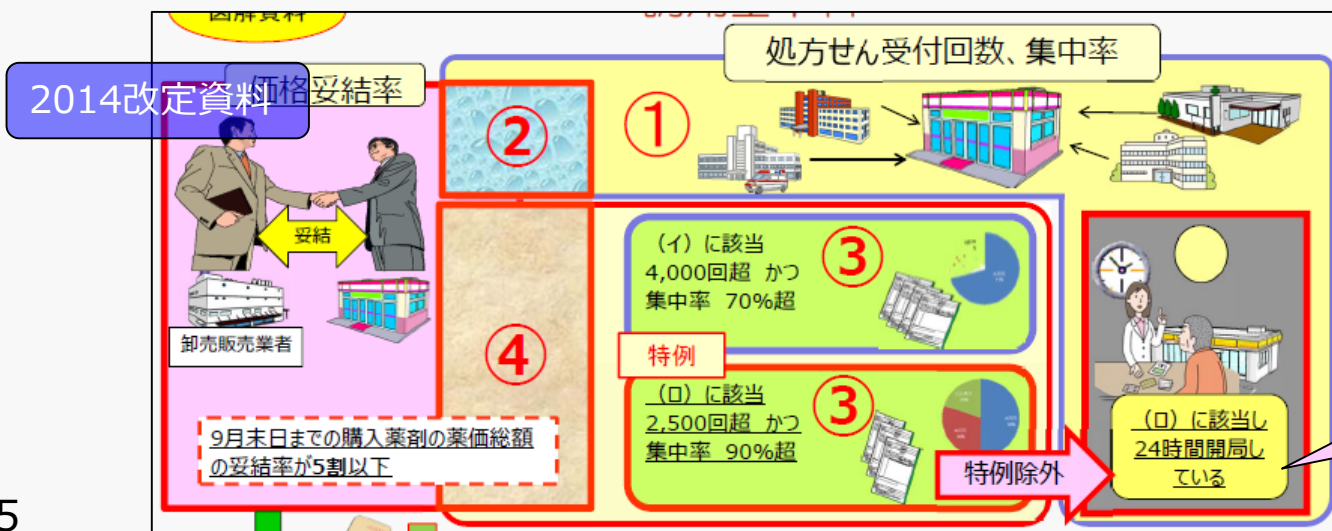 図解資料
処方せん受付回数、集中率
2014改定資料
価格妥結率
②
①
妥結
卸売販売業者
（イ）に該当
4,000回超 かつ
集中率 70%超
③
特例
④
（ロ）に該当
2,500回超 かつ
集中率 90%超
③
9月末日までの購入薬剤の薬価総額
の妥結率が5割以下
特例除外
（ロ）に該当し
24時間開局し
ている
5